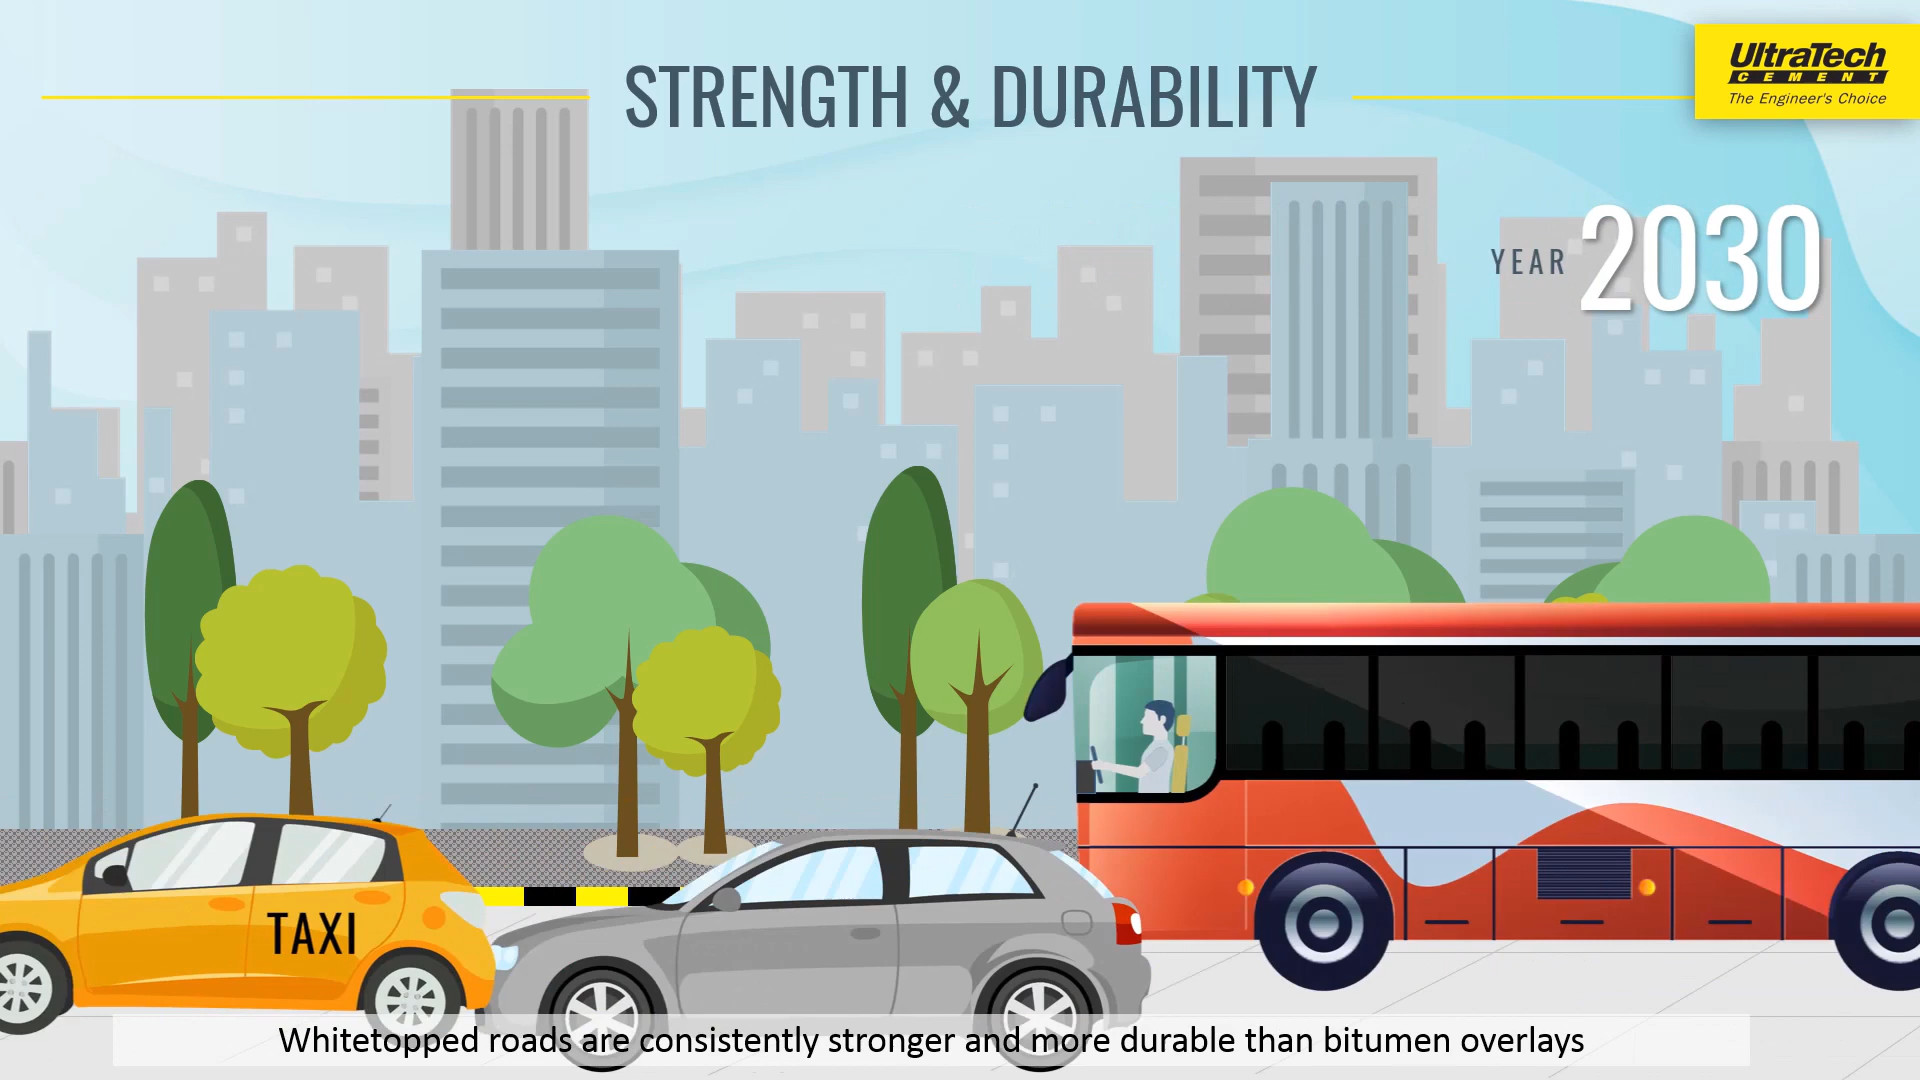 STRENGTH & DURABILITY
UltraTech
CEMENT
The Engineer's Choice
YEAR 2030
TAXI
Whitetopped roads are consistently stronger and more durable than bitumen overlays